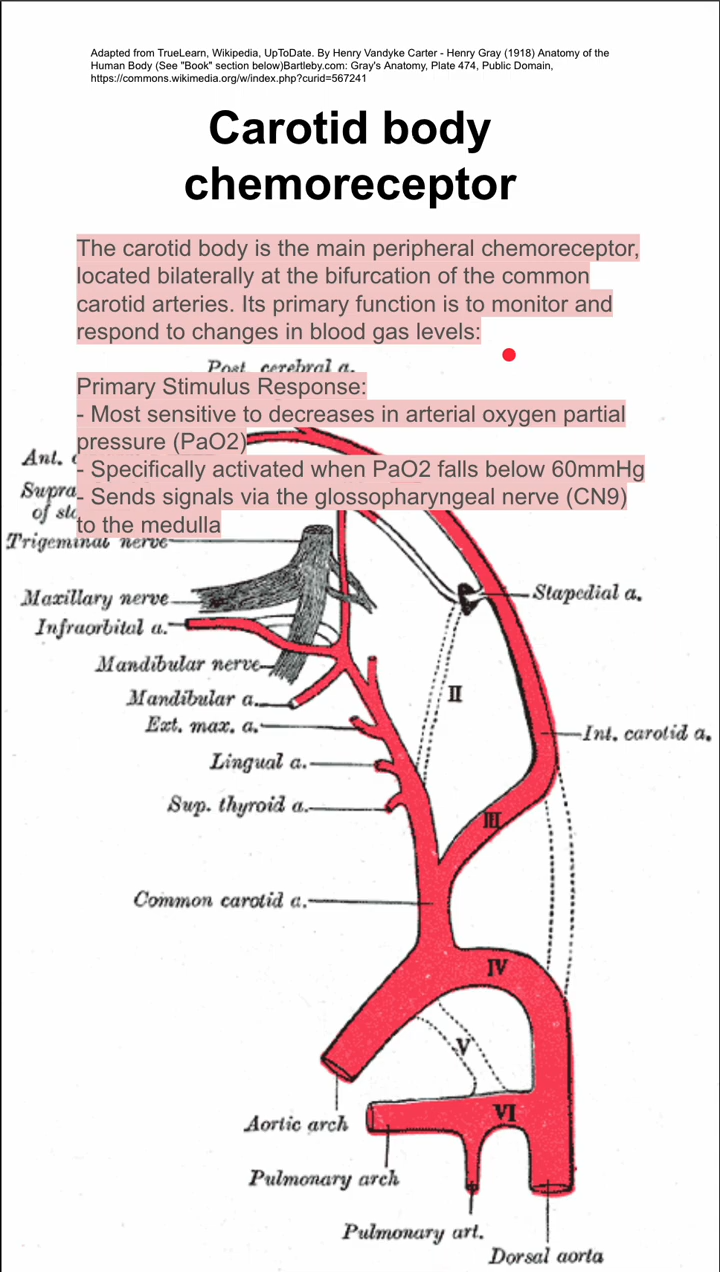 Adapted from TrueLearn, Wikipedia, UpToDate. By Henry Vandyke Carter - Henry Gray (1918) Anatomy of the
Human Body (See "Book" section below)Bartleby.com: Gray's Anatomy, Plate 474, Public Domain,
https://commons.wikimedia.org/w/index.php?curid=567241
Carotid body
chemoreceptor
The carotid body is the main peripheral chemoreceptor,
located bilaterally at the bifurcation of the common
carotid arteries. Its primary function is to monitor and
respond to changes in blood gas levels:
Post. cerebral a.
Primary Stimulus Response:
- Most sensitive to decreases in arterial oxygen partial
pressure (PaO2)
Ant.
- Specifically activated when PaO2 falls below 60mmHg
Supra
- Sends signals via the glossopharyngeal nerve (CN9)
of
to the medulla
Trigeminal nerve
Stapedial a.
Maxillary nerve
Infraorbital a.
Mandibular nerve
II
Mandibular a.
Ext. max. a.
Int. carotid a.
Lingual a.
Sup. thyroid a.
III
Common carotid a.
IV
V
VI
Aortic arch
Pulmonary arch
Pulmonary art.
Dorsal aorta